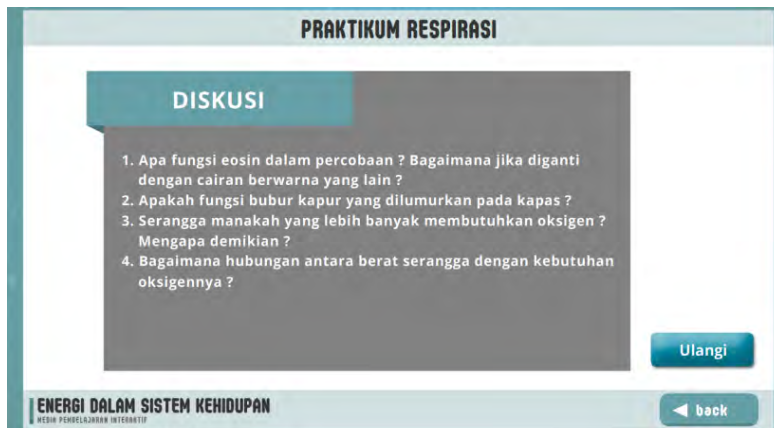 PRAKTIKUM RESPIRASI
DISKUSI
1. Apa fungsi eosin dalam percobaan ? Bagaimana jika diganti
dengan cairan berwarna yang lain ?
2. Apakah fungsi bubur kapur yang dilumurkan pada kapas ?
3. Serangga manakah yang lebih banyak membutuhkan oksigen ?
Mengapa demikian ?
4. Bagaimana hubungan antara berat serangga dengan kebutuhan
oksigennya ?
Ulangi
ENERGI DALAM SISTEM KEHIDUPAN
MEDIA PEMBELAJARAN INTERAKTIF
back